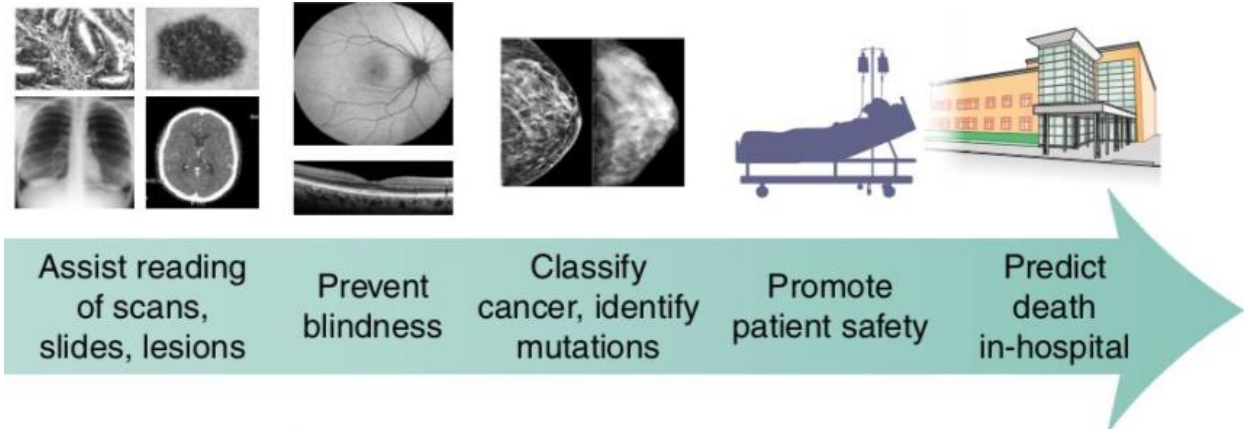 Assist reading
of scans,
slides, lesions
Prevent
blindness
Classify
cancer, identify
mutations
Promote
patient safety
Predict
death
in-hospital